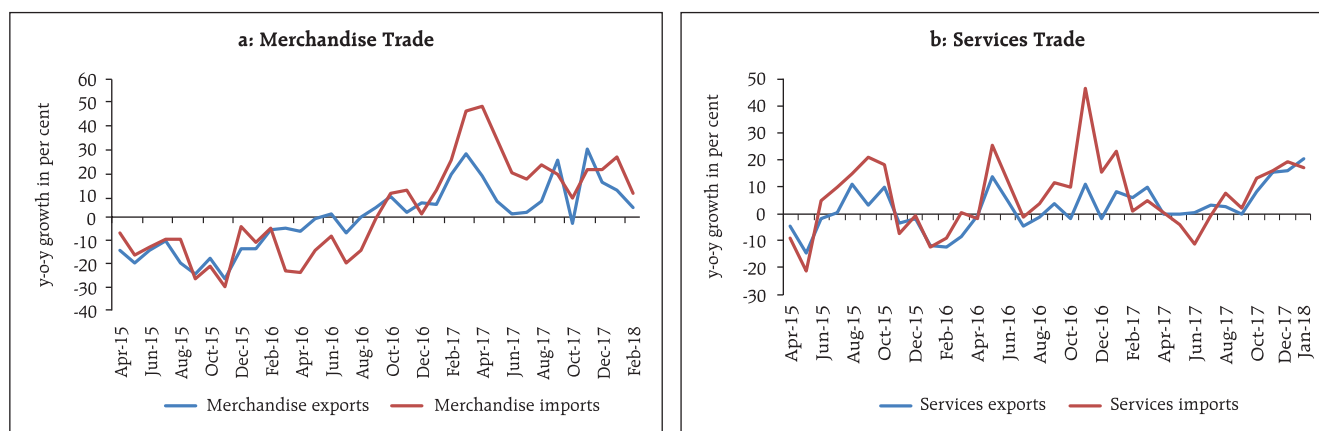 a: Merchandise Trade
y-o-y growth in per cent
60
50
40
30
20
10
0
-10
-20
-30
-40
Apr-15
Jun-15
Aug-15
Oct-15
Dec-15
Feb-16
Apr-16
Jun-16
Aug-16
Oct-16
Dec-16
Feb-17
Apr-17
Jun-17
Aug-17
Oct-17
Dec-17
Feb-18
Merchandise exports
Merchandise imports
b: Services Trade
y-o-y growth in per cent
50
40
30
20
10
0
-10
-20
-30
Apr-15
Jun-15
Aug-15
Oct-15
Dec-15
Feb-16
Apr-16
Jun-16
Aug-16
Oct-16
Dec-16
Feb-17
Apr-17
Jun-17
Aug-17
Oct-17
Dec-17
Jan-18
Services exports
Services imports